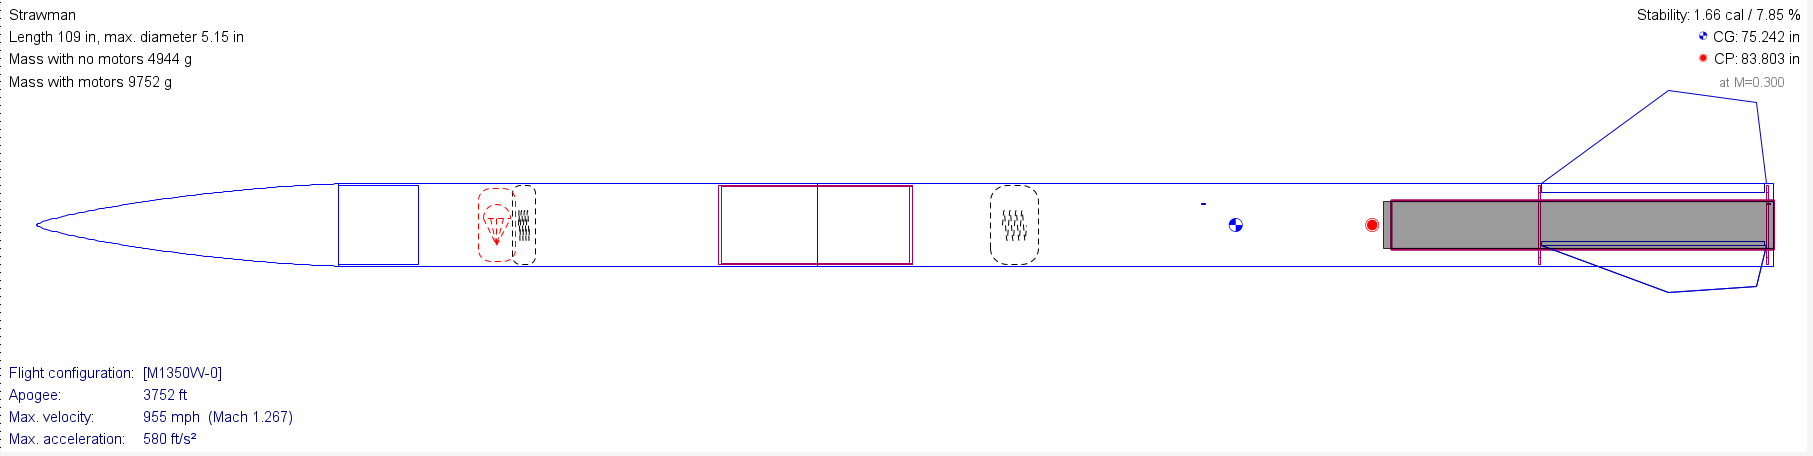 Strawman
Length 109 in, max. diameter 5.15 in
Mass with no motors 4944 g
Mass with motors 9752 g
Stability: 1.66 cal / 7.85 %
CG: 75.242 in
CP: 83.803 in
at M=0.300
Flight configuration: [M1350W-0]
Apogee: 3752 ft
Max. velocity: 955 mph (Mach 1.267)
Max. acceleration: 580 ft/s²